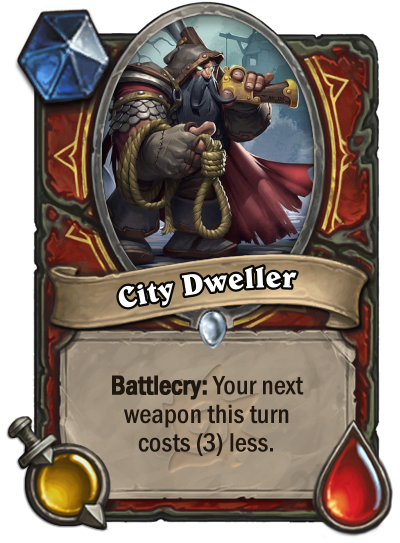 City Dweller
Battlecry: Your next
weapon this turn
costs (3) less.